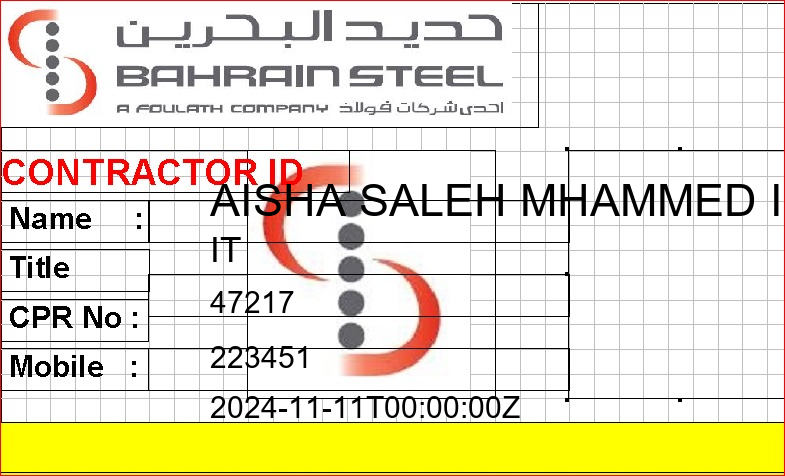 حديد البحرين
BAHRAIN STEEL
A FOULATH COMPANY احدى شركات فولاذ
CONTRACTOR ID
Name : AISHA SALEH MHAMMED I
Title IT
CPR No : 47217
Mobile : 223451
2024-11-11T00:00:00Z